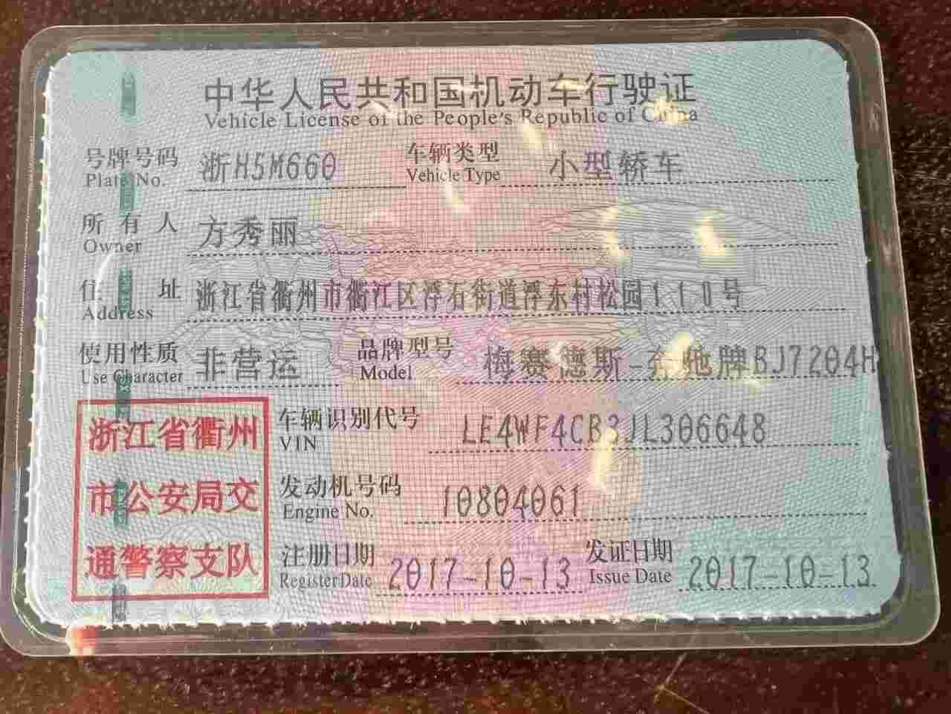 中华人民共和国机动车行驶证
Vehicle License of the People's Republic of China
号牌号码 浙H5M660 车辆类型 小型轿车
Plate No. Vehicle Type
所有人 方秀丽
Owner
住址 浙江省衢州市衢江区浮石街道浮东村松园110号
Address
使用性质 非营运 品牌型号 梅赛德斯-奔驰牌BJ7204H
Use Character Model
浙江省衢州 车辆识别代号 LE4WF4CB3JL306648
VIN
市公安局交 发动机号码 10804061
Engine No.
通警察支队 注册日期 2017-10-13 发证日期 2017-10-13
Register Date Issue Date